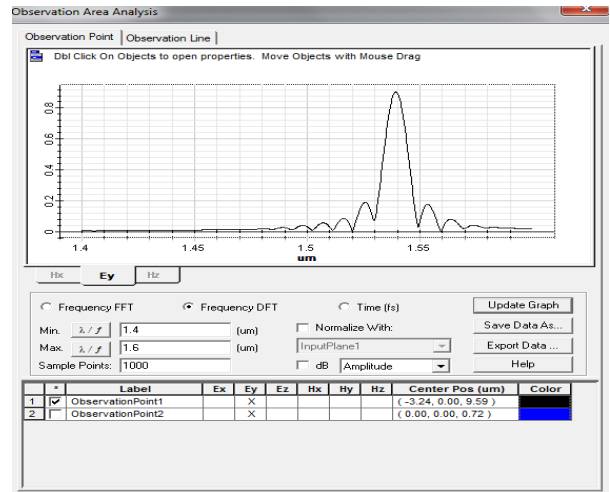 Observation Area Analysis
Observation Point Observation Line
Dbl Click On Objects to open properties. Move Objects with Mouse Drag
0.8
0.6
0.4
0.2
0
1.4 1.45 1.5 1.55
um
Hx Ey Hz
Frequency FFT Frequency DFT Time (fs) Update Graph
Min. λ / f 1.4 (um) Normalize With: Save Data As...
Max. λ / f 1.6 (um) InputPlane1 Export Data ...
Sample Points: 1000 dB Amplitude Help
* Label Ex Ey Ez Hx Hy Hz Center Pos (um) Color
1 ObservationPoint1 X ( -3.24, 0.00, 9.59 )
2 ObservationPoint2 X ( 0.00, 0.00, 0.72 )